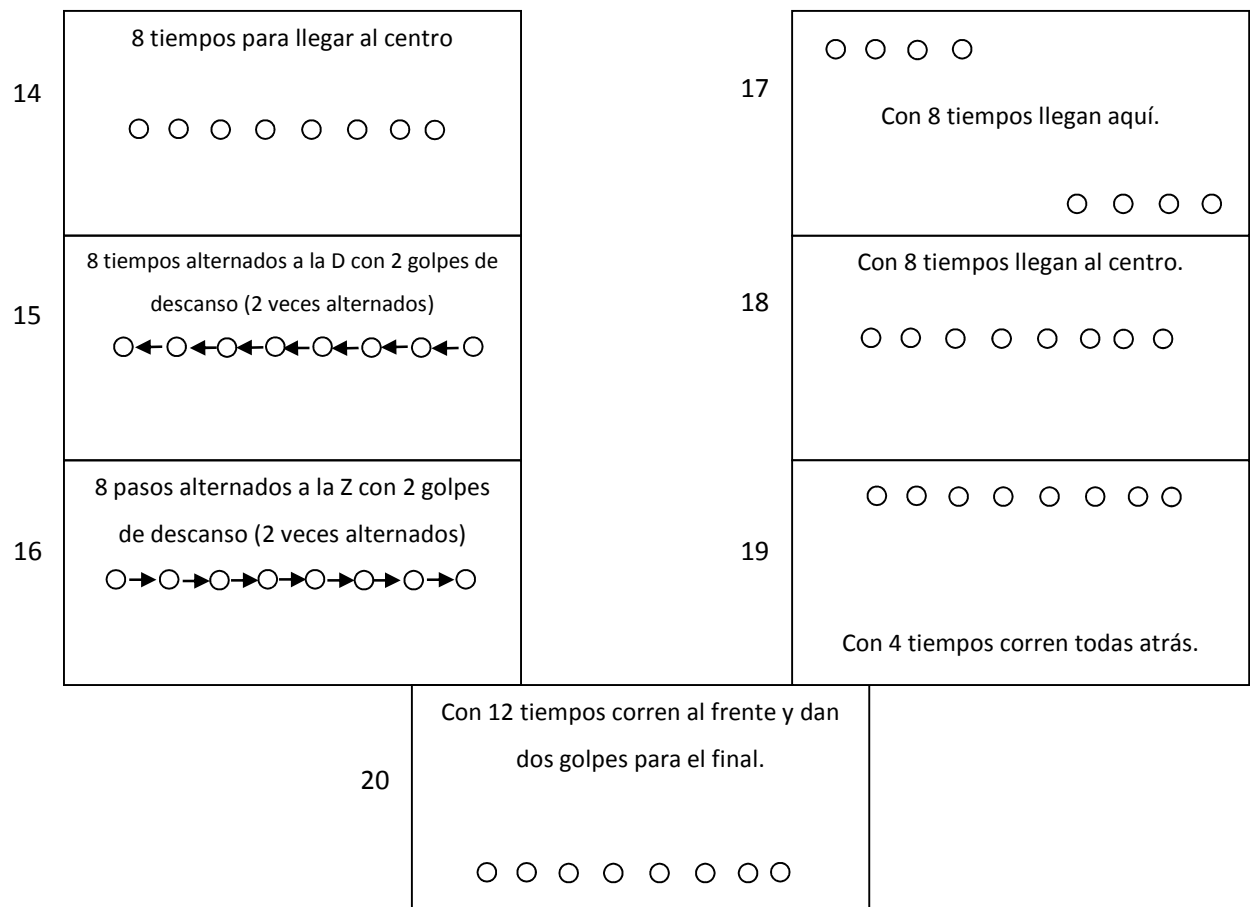 14
8 tiempos para llegar al centro
15
8 tiempos alternados a la D con 2 golpes de
descanso (2 veces alternados)
16
8 pasos alternados a la Z con 2 golpes
de descanso (2 veces alternados)
17
Con 8 tiempos llegan aquí.
18
Con 8 tiempos llegan al centro.
19
Con 4 tiempos corren todas atrás.
20
Con 12 tiempos corren al frente y dan
dos golpes para el final.